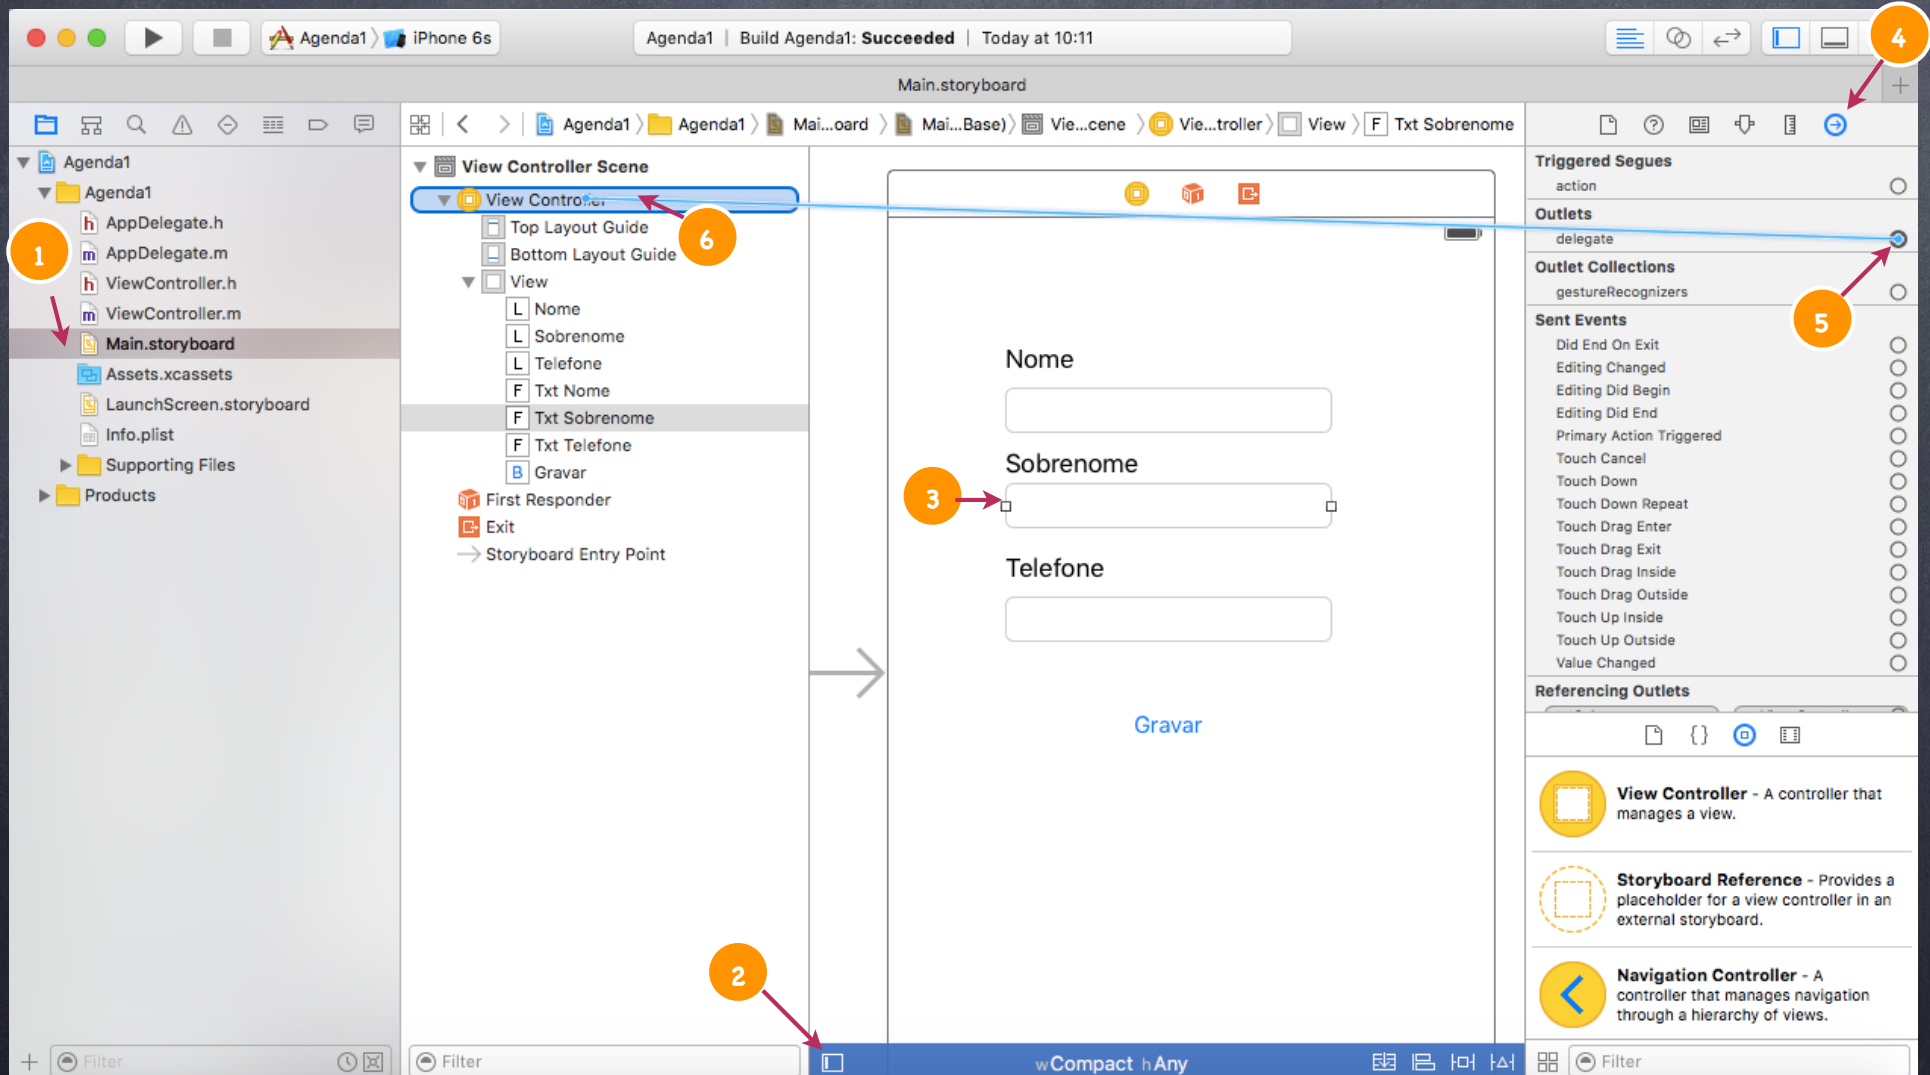 Agenda1 iPhone 6s
Agenda1 | Build Agenda1: Succeeded | Today at 10:11
4
Main.storyboard
Agenda1 Agenda1 Mai...oard Mai...Base) Vie...cene Vie...troller View F Txt Sobrenome
Agenda1
Agenda1
AppDelegate.h
AppDelegate.m
ViewController.h
ViewController.m
Main.storyboard
Assets.xcassets
LaunchScreen.storyboard
Info.plist
Supporting Files
Products
1
Filter
View Controller Scene
View Controller
Top Layout Guide
Bottom Layout Guide
View
L Nome
L Sobrenome
L Telefone
F Txt Nome
F Txt Sobrenome
F Txt Telefone
B Gravar
First Responder
Exit
Storyboard Entry Point
6
2
Filter
Nome
Sobrenome
3
Telefone
Gravar
wCompact hAny
Triggered Segues
action
Outlets
delegate
Outlet Collections
gestureRecognizers
5
Sent Events
Did End On Exit
Editing Changed
Editing Did Begin
Editing Did End
Primary Action Triggered
Touch Cancel
Touch Down
Touch Down Repeat
Touch Drag Enter
Touch Drag Exit
Touch Drag Inside
Touch Drag Outside
Touch Up Inside
Touch Up Outside
Value Changed
Referencing Outlets
View Controller - A controller that
manages a view.
Storyboard Reference - Provides a
placeholder for a view controller in an
external storyboard.
Navigation Controller - A
controller that manages navigation
through a hierarchy of views.
Filter